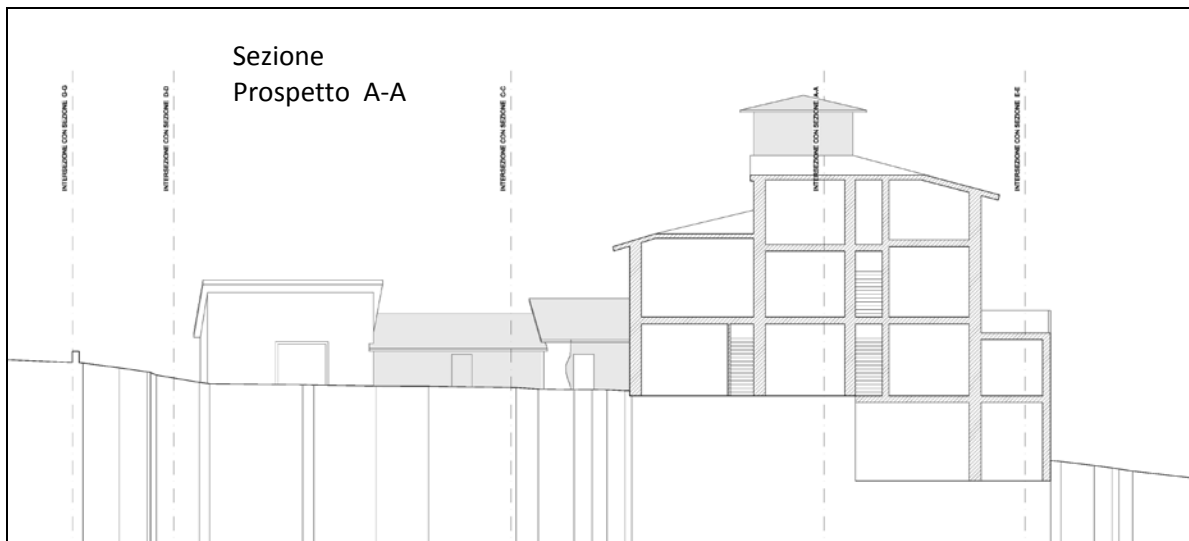 Sezione
Prospetto A-A
INTERSEZIONE CON SEZIONE G-G
INTERSEZIONE CON SEZIONE D-D
INTERSEZIONE CON SEZIONE C-C
INTERSEZIONE CON SEZIONE A-A
INTERSEZIONE CON SEZIONE E-E